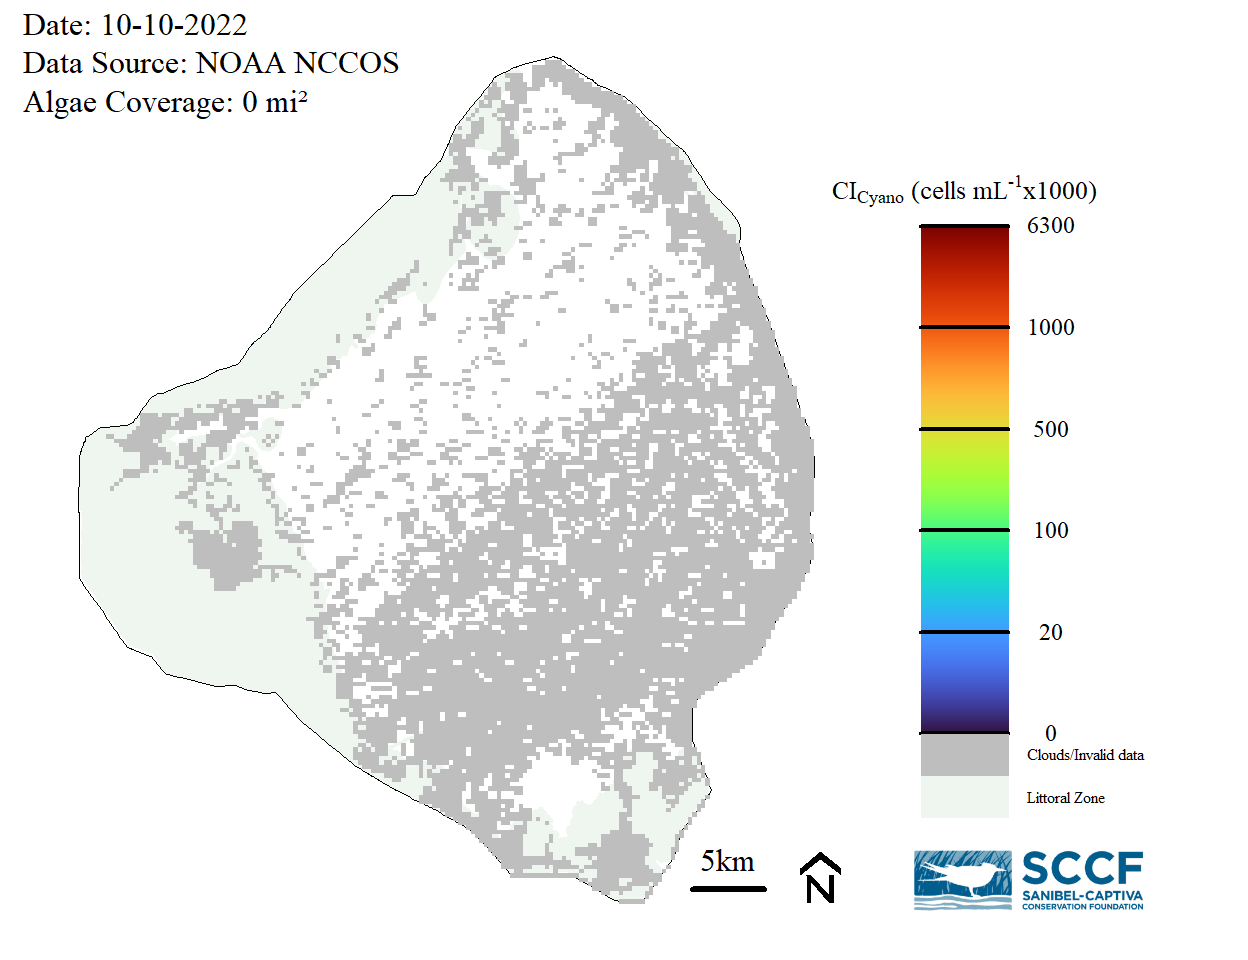 Date: 10-10-2022
Data Source: NOAA NCCOS
Algae Coverage: 0 mi²
CICyano (cells mL-1x1000)
6300
1000
500
100
20
0
Clouds/Invalid data
Littoral Zone
5km
N
SCCF
SANIBEL-CAPTIVA
CONSERVATION FOUNDATION